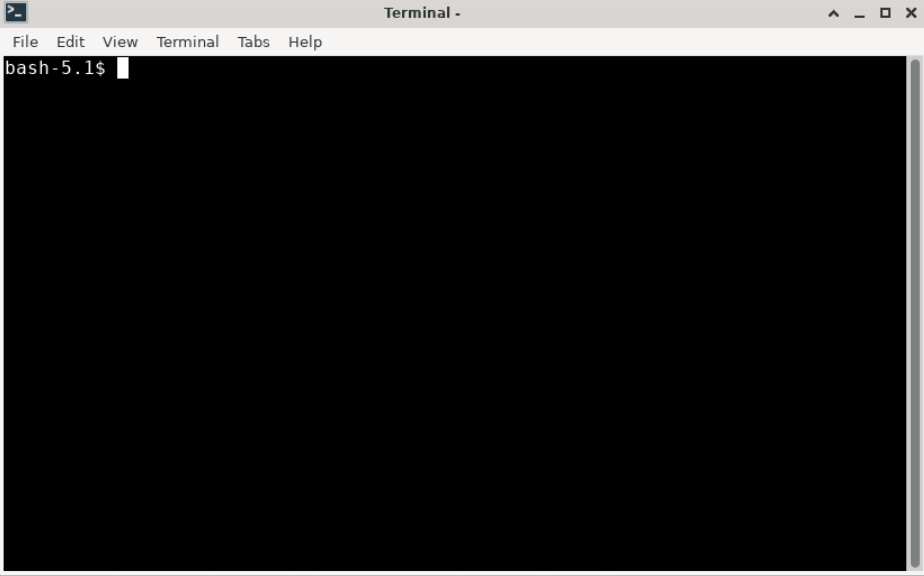 Terminal -
File Edit View Terminal Tabs Help
bash-5.1$